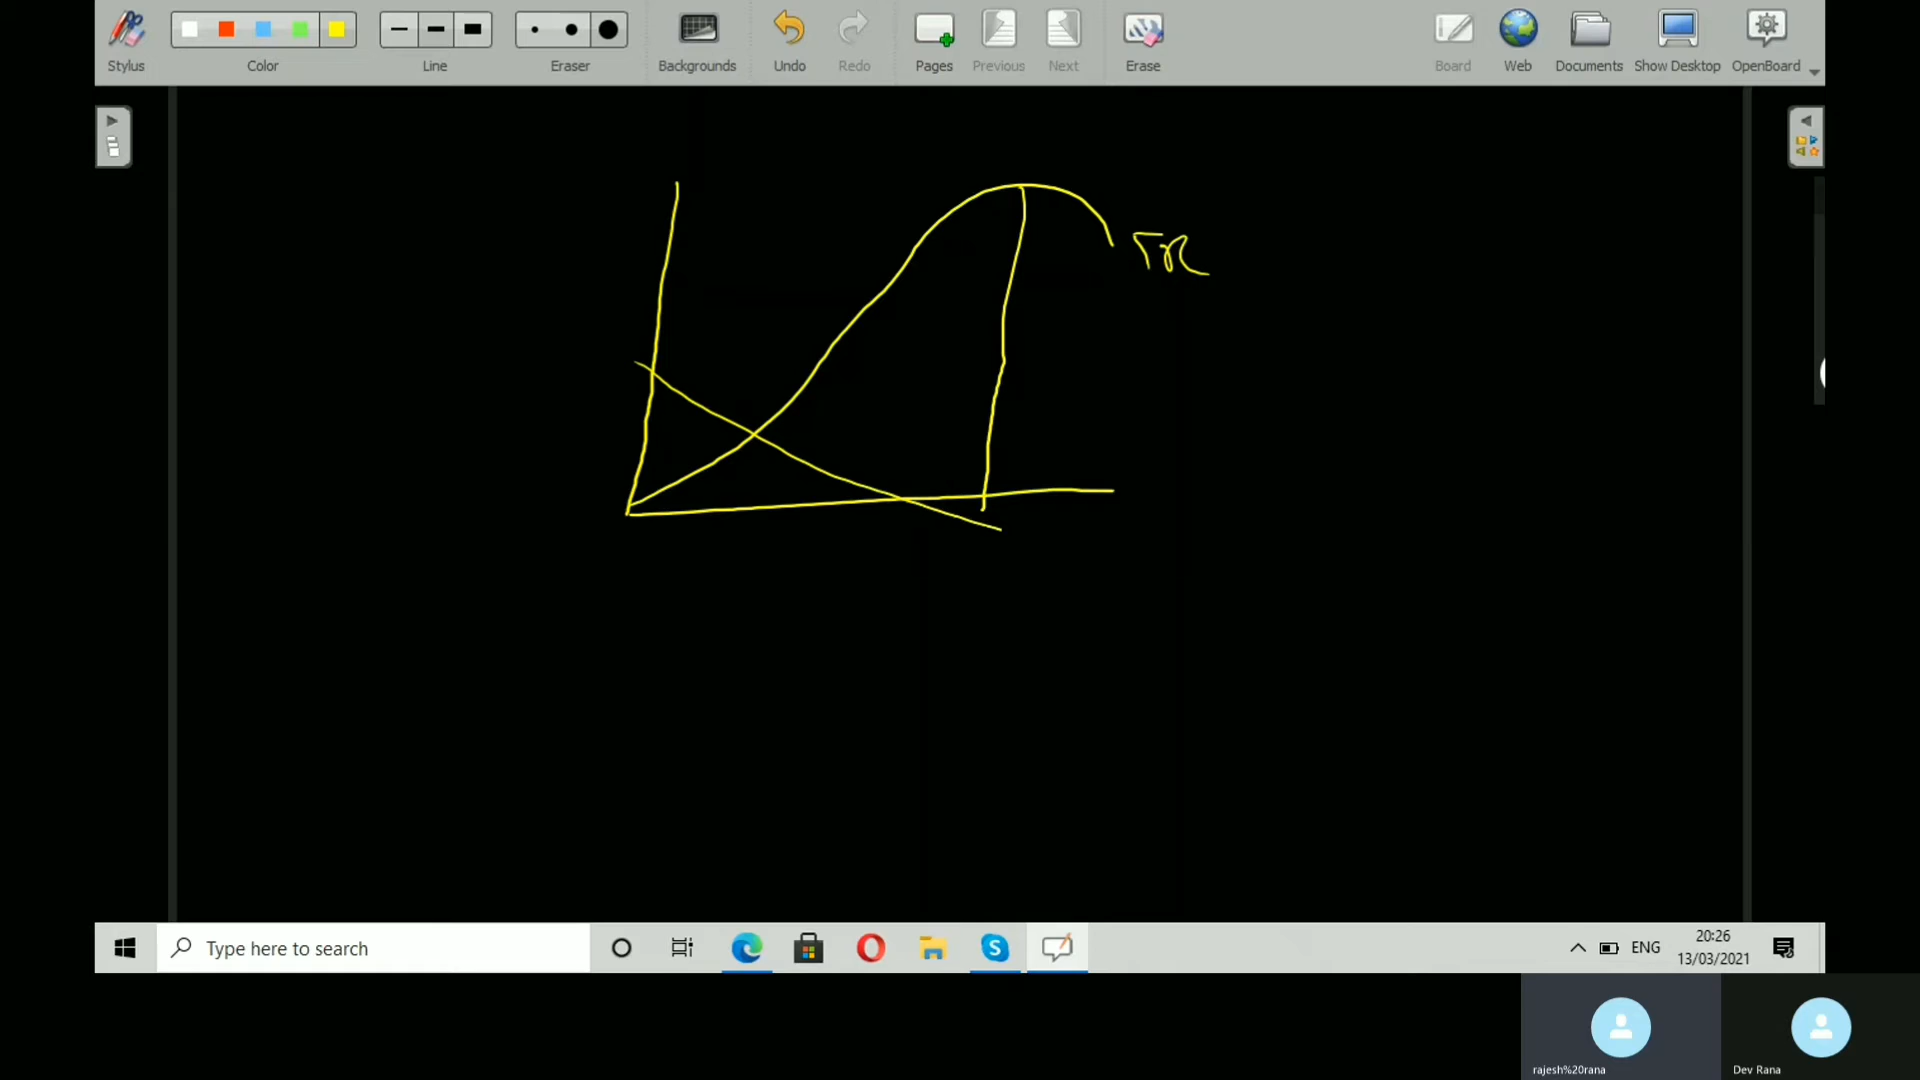 Stylus Color Line Eraser Backgrounds Undo Redo Pages Previous Next Erase Board Web Documents Show Desktop OpenBoard
TR
Type here to search
ENG
20:26
13/03/2021
rajesh%20rana
Dev Rana